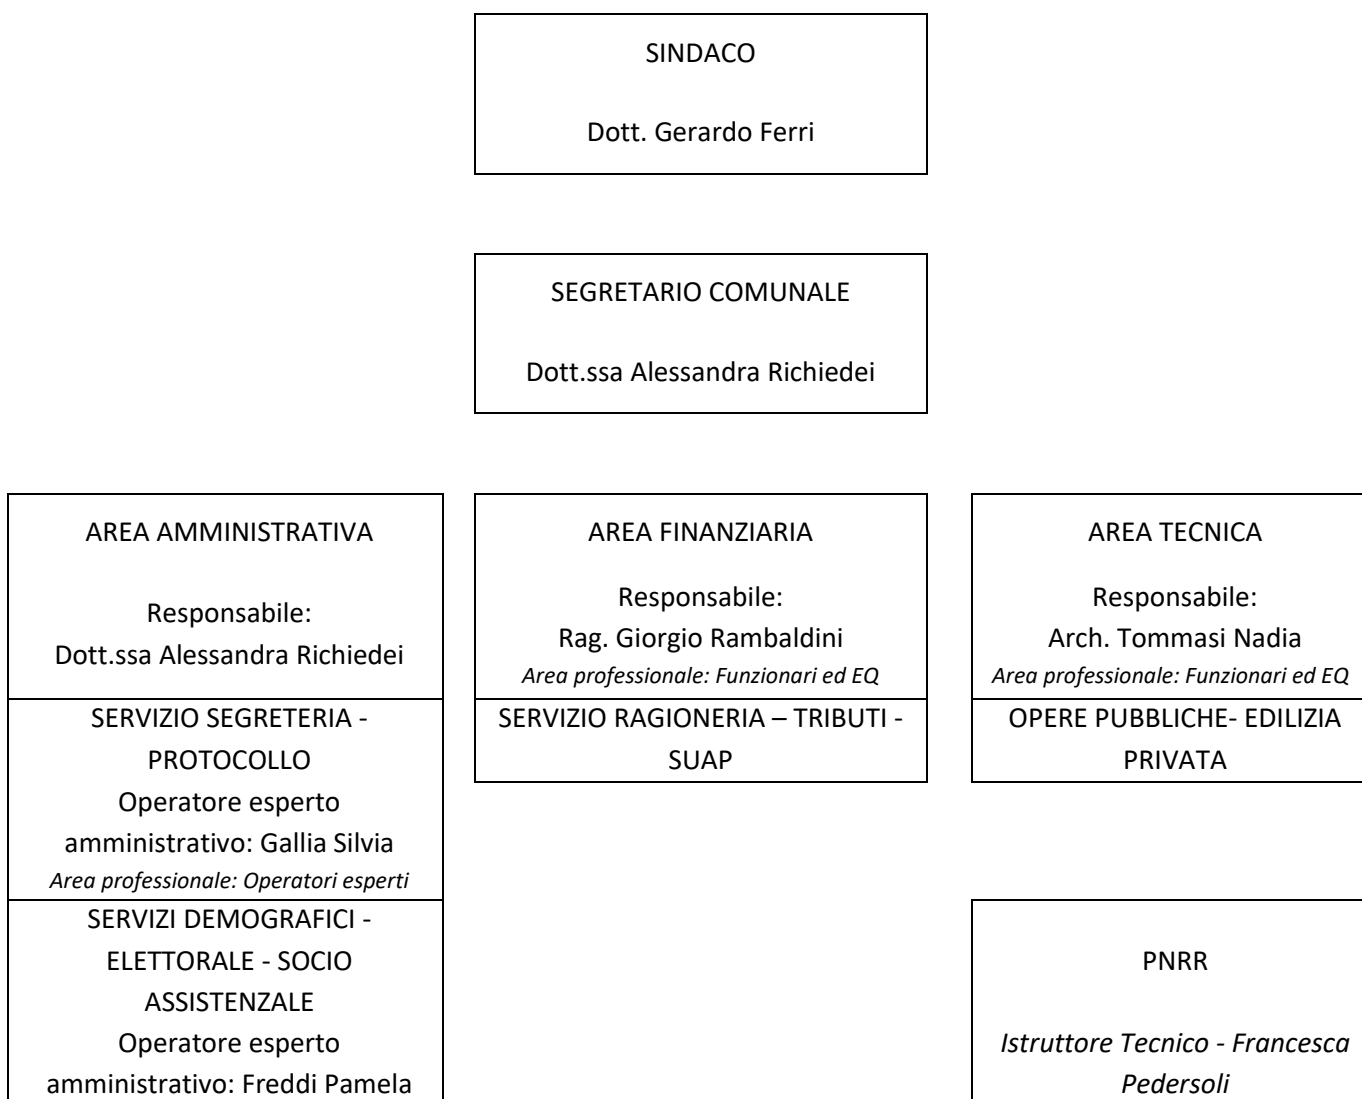 SINDACO
Dott. Gerardo Ferri
SEGRETARIO COMUNALE
Dott.ssa Alessandra Richiedei
AREA AMMINISTRATIVA
Responsabile:
Dott.ssa Alessandra Richiedei
SERVIZIO SEGRETERIA -
PROTOCOLLO
Operatore esperto
amministrativo: Gallia Silvia
Area professionale: Operatori esperti
SERVIZI DEMOGRAFICI -
ELETTORALE - SOCIO
ASSISTENZALE
Operatore esperto
amministrativo: Freddi Pamela
AREA FINANZIARIA
Responsabile:
Rag. Giorgio Rambaldini
Area professionale: Funzionari ed EQ
SERVIZIO RAGIONERIA – TRIBUTI -
SUAP
AREA TECNICA
Responsabile:
Arch. Tommasi Nadia
Area professionale: Funzionari ed EQ
OPERE PUBBLICHE- EDILIZIA
PRIVATA
PNRR
Istruttore Tecnico - Francesca
Pedersoli